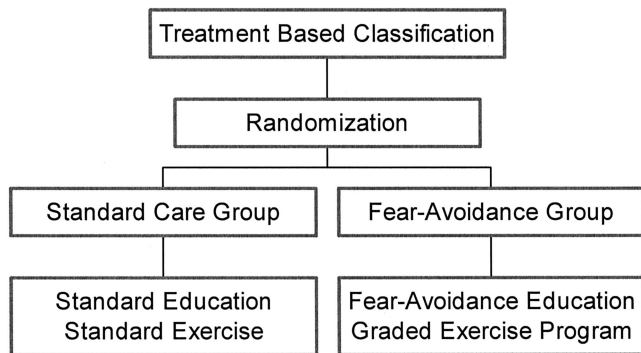 Treatment Based Classification
Randomization
Standard Care Group
Fear-Avoidance Group
Standard Education
Standard Exercise
Fear-Avoidance Education
Graded Exercise Program